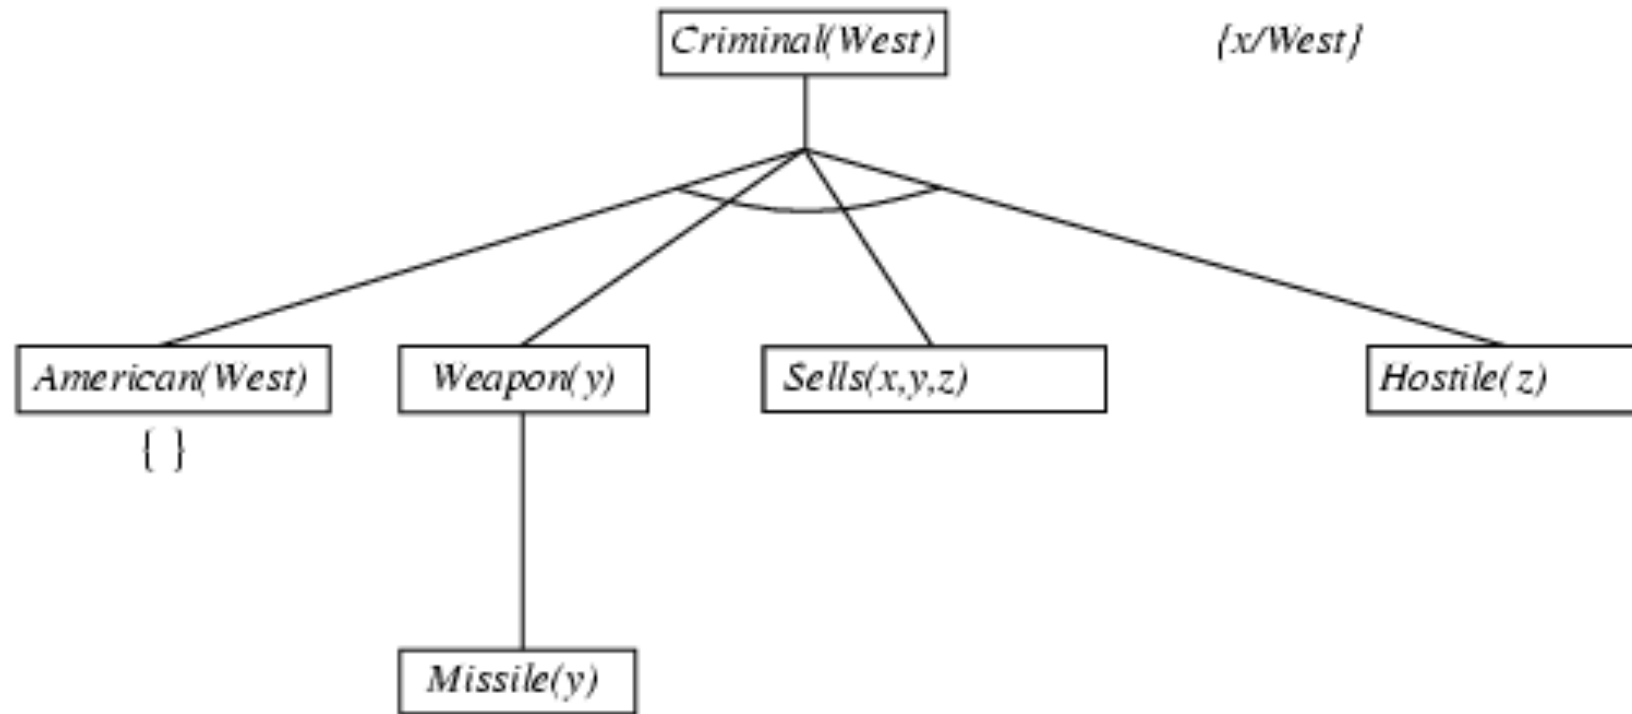 Criminal(West)
{x/West}
American(West)
Weapon(y)
Sells(x,y,z)
Hostile(z)
{ }
Missile(y)